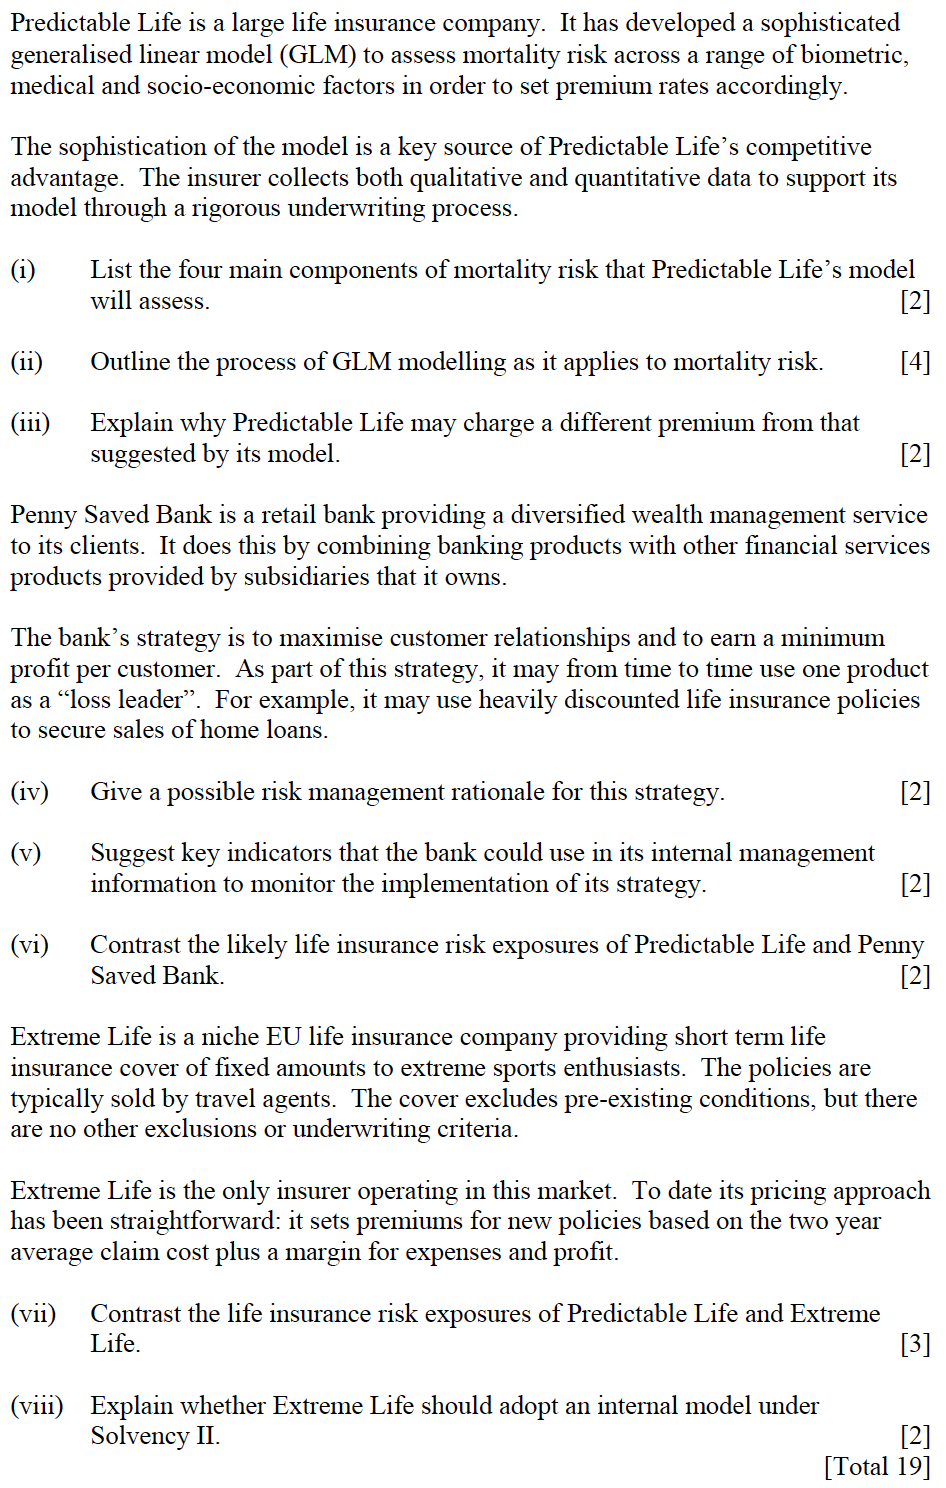 Predictable Life is a large life insurance company. It has developed a sophisticated
generalised linear model (GLM) to assess mortality risk across a range of biometric,
medical and socio-economic factors in order to set premium rates accordingly.
The sophistication of the model is a key source of Predictable Life's competitive
advantage. The insurer collects both qualitative and quantitative data to support its
model through a rigorous underwriting process.
(i) List the four main components of mortality risk that Predictable Life's model
will assess. [2]
(ii) Outline the process of GLM modelling as it applies to mortality risk. [4]
(iii) Explain why Predictable Life may charge a different premium from that
suggested by its model. [2]
Penny Saved Bank is a retail bank providing a diversified wealth management service
to its clients. It does this by combining banking products with other financial services
products provided by subsidiaries that it owns.
The bank's strategy is to maximise customer relationships and to earn a minimum
profit per customer. As part of this strategy, it may from time to time use one product
as a "loss leader". For example, it may use heavily discounted life insurance policies
to secure sales of home loans.
(iv) Give a possible risk management rationale for this strategy. [2]
(v) Suggest key indicators that the bank could use in its internal management
information to monitor the implementation of its strategy. [2]
(vi) Contrast the likely life insurance risk exposures of Predictable Life and Penny
Saved Bank. [2]
Extreme Life is a niche EU life insurance company providing short term life
insurance cover of fixed amounts to extreme sports enthusiasts. The policies are
typically sold by travel agents. The cover excludes pre-existing conditions, but there
are no other exclusions or underwriting criteria.
Extreme Life is the only insurer operating in this market. To date its pricing approach
has been straightforward: it sets premiums for new policies based on the two year
average claim cost plus a margin for expenses and profit.
(vii) Contrast the life insurance risk exposures of Predictable Life and Extreme
Life. [3]
(viii) Explain whether Extreme Life should adopt an internal model under
Solvency II. [2]
[Total 19]